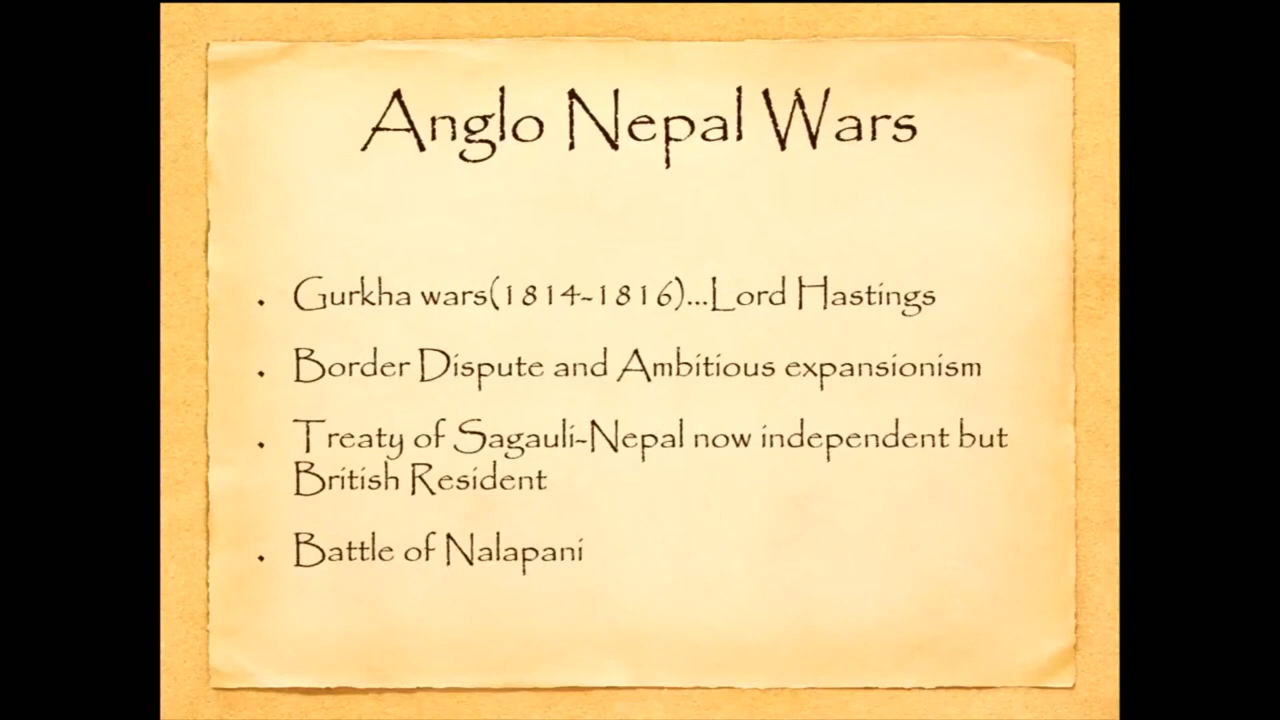 Anglo Nepal Wars
. Gurkha wars(1814-1816)...Lord Hastings
. Border Dispute and Ambitious expansionism
. Treaty of Sagauli-Nepal now independent but
British Resident
. Battle of Nalapani